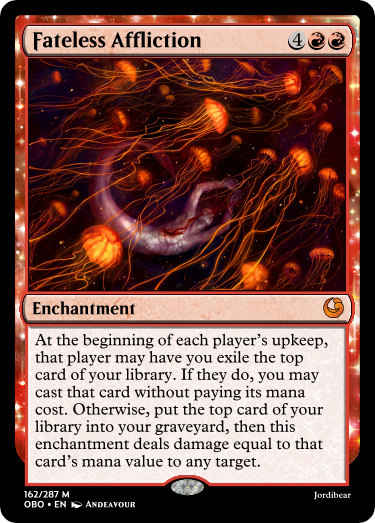 Fateless Affliction 4
Enchantment
At the beginning of each player's upkeep,
that player may have you exile the top
card of your library. If they do, you may
cast that card without paying its mana
cost. Otherwise, put the top card of your
library into your graveyard, then this
enchantment deals damage equal to that
card's mana value to any target.
162/287 M
OBO • EN Andeavour
Jordibear